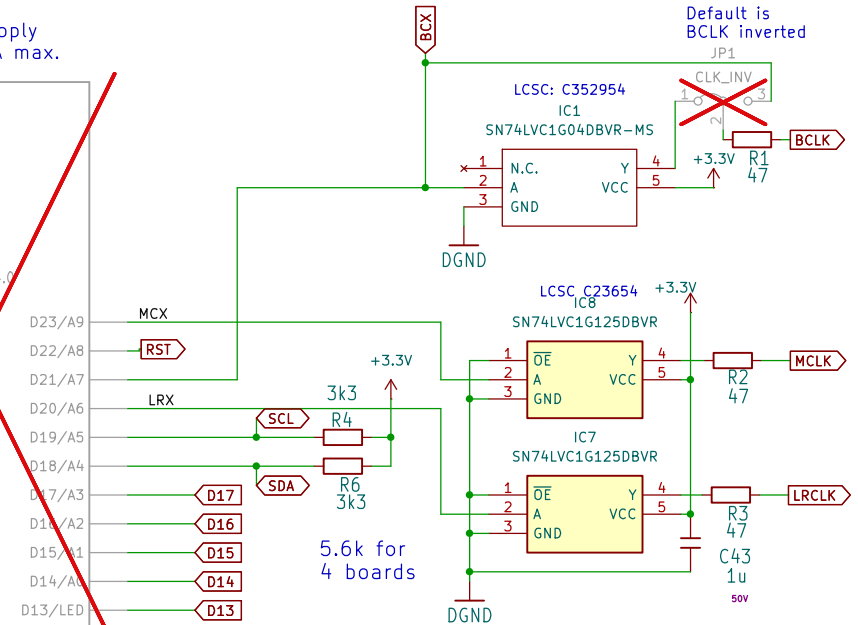 pply
A max.
BCX
Default is
BCLK inverted
JP1
CLK_INV
1
3
2
LCSC: C352954
IC1
SN74LVC1G04DBVR-MS
1 N.C. Y 4
2 A VCC 5
3 GND
+3.3V
R1
47
BCLK
DGND
.0
D23/A9 MCX
D22/A8 RST
D21/A7
D20/A6 LRX
D19/A5 SCL
D18/A4 SDA
D17/A3 D17
D16/A2 D16
D15/A1 D15
D14/A0 D14
D13/LED D13
+3.3V
3k3
R4
R6
3k3
5.6k for
4 boards
LCSC C23654
+3.3V
IC8
SN74LVC1G125DBVR
1 OE Y 4
2 A VCC 5
3 GND
R2
47
MCLK
IC7
SN74LVC1G125DBVR
1 OE Y 4
2 A VCC 5
3 GND
R3
47
LRCLK
C43
1u
50V
DGND